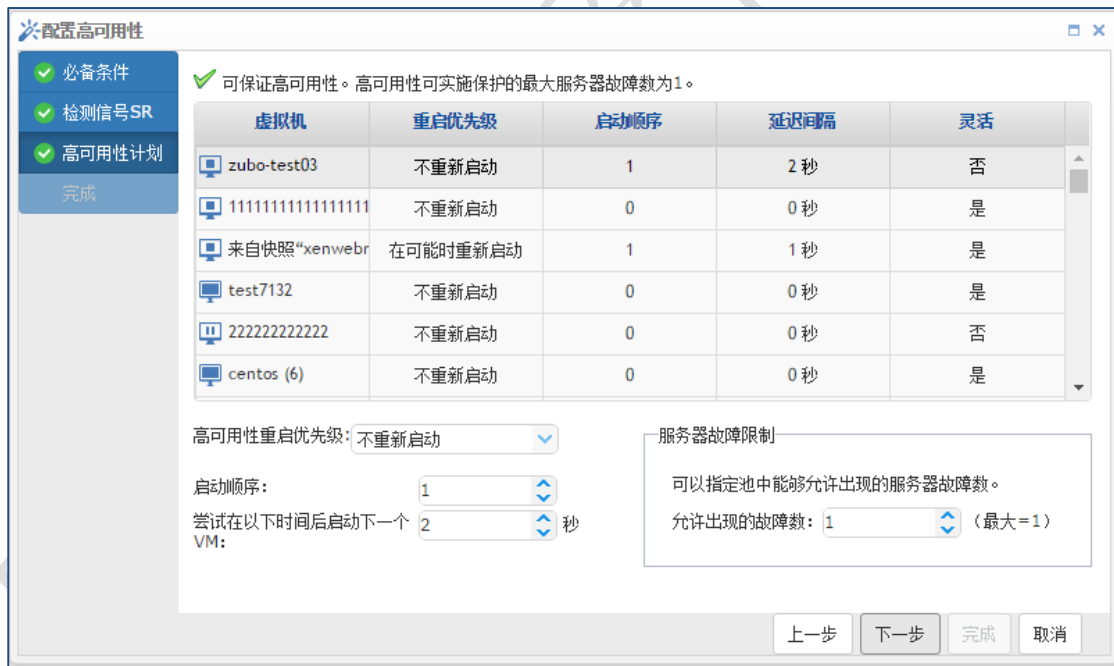 配置高可用性
必备条件
检测信号SR
高可用性计划
完成
可保证高可用性。高可用性可实施保护的最大服务器故障数为1。
虚拟机 重启优先级 启动顺序 延迟间隔 灵活
zubo-test03 不重新启动 1 2 秒 否
11111111111111111 不重新启动 0 0 秒 是
来自快照“xenwebr 在可能时重新启动 1 1 秒 是
test7132 不重新启动 0 0 秒 是
222222222222 不重新启动 0 0 秒 否
centos (6) 不重新启动 0 0 秒 是
高可用性重启优先级: 不重新启动
启动顺序: 1
尝试在以下时间后启动下一个 2 秒
VM:
服务器故障限制
可以指定池中能够允许出现的服务器故障数。
允许出现的故障数: 1 (最大=1)
上一步 下一步 完成 取消